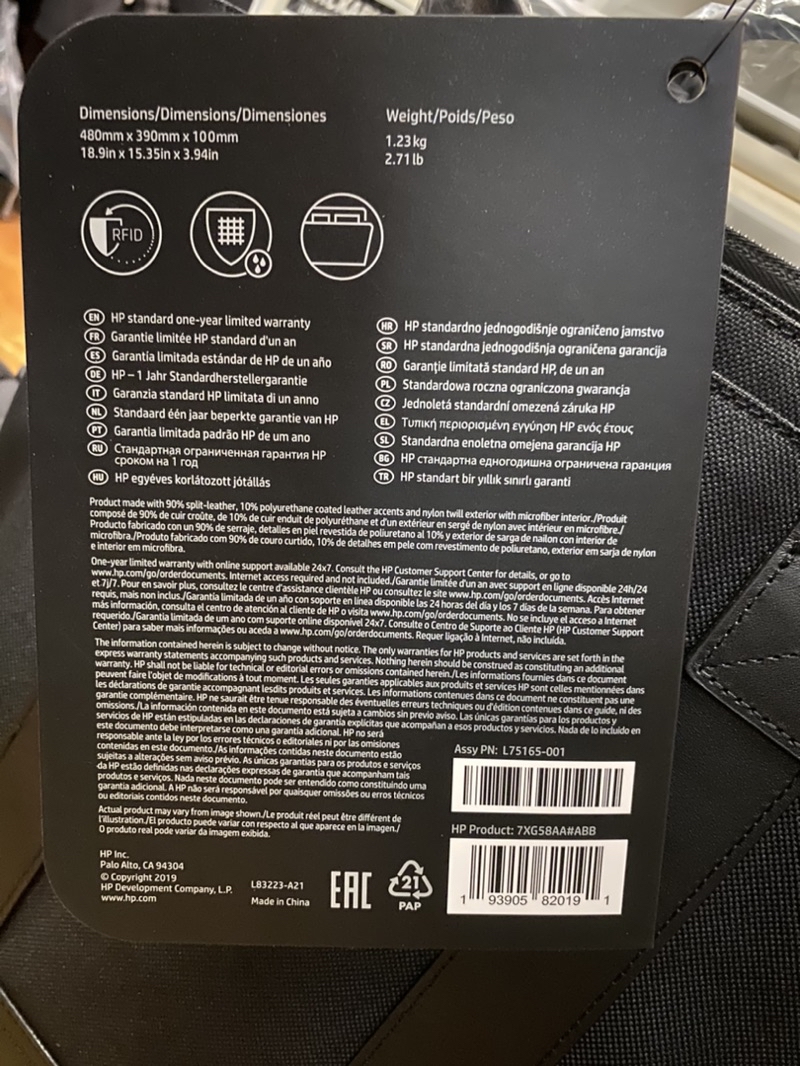 Dimensions/Dimensions/Dimensiones
480mm x 390mm x 100mm
18.9in x 15.35in x 3.94in
Weight/Poids/Peso
1.23 kg
2.71 lb
RFID
EN HP standard one-year limited warranty
FR Garantie limitée HP standard d'un an
ES Garantía limitada estándar de HP de un año
DE HP – 1 Jahr Standardherstellergarantie
IT Garanzia standard HP limitata di un anno
NL Standaard één jaar beperkte garantie van HP
PT Garantia limitada padrão HP de um ano
RU Стандартная ограниченная гарантия HP
сроком на 1 год
HU HP egyéves korlátozott jótállás
HR HP standardno jednogodišnje ograničeno jamstvo
SR HP standardna jednogodišnja ograničena garancija
RO Garanție limitată standard HP, de un an
PL Standardowa roczna ograniczona gwarancja
CZ Jednoletá standardní omezená záruka HP
EL Τυπική περιορισμένη εγγύηση HP ενός έτους
SL Standardna enoletna omejena garancija HP
BG HP стандартна едногодишна ограничена гаранция
TR HP standart bir yıllık sınırlı garanti
Product made with 90% split-leather, 10% polyurethane coated leather accents and nylon twill exterior with microfiber interior./Produit
composé de 90% de cuir croûte, de 10% de cuir enduit de polyuréthane et d'un extérieur en sergé de nylon avec intérieur en microfibre./
Producto fabricado con un 90% de serraje, detalles en piel revestida de poliuretano al 10% y exterior de sarga de nailon con interior de
microfibra./Produto fabricado com 90% de couro curtido, 10% de detalhes em pele com revestimento de poliuretano, exterior em sarja de nylon
e interior em microfibra.
One-year limited warranty with online support available 24x7. Consult the HP Customer Support Center for details, or go to
www.hp.com/go/orderdocuments. Internet access required and not included./Garantie limitée d'un an avec support en ligne disponible 24h/24
et 7j/7. Pour en savoir plus, consultez le centre d'assistance clientèle HP ou consultez le site www.hp.com/go/orderdocuments. Accès Internet
requis, mais non inclus./Garantía limitada de un año con soporte en línea disponible las 24 horas del día y los 7 días de la semana. Para obtener
más información, consulta el centro de atención al cliente de HP o visita www.hp.com/go/orderdocuments. No se incluye el acceso a Internet
requerido./Garantia limitada de um ano com suporte online disponível 24x7. Consulte o Centro de Suporte ao Cliente HP (HP Customer Support
Center) para saber mais informações ou aceda a www.hp.com/go/orderdocuments. Requer ligação à Internet, não incluída.
The information contained herein is subject to change without notice. The only warranties for HP products and services are set forth in the
express warranty statements accompanying such products and services. Nothing herein should be construed as constituting an additional
warranty. HP shall not be liable for technical or editorial errors or omissions contained herein./Les informations fournies dans ce document
peuvent faire l'objet de modifications à tout moment. Les seules garanties applicables aux produits et services HP sont celles mentionnées dans
les déclarations de garantie accompagnant lesdits produits et services. Les informations contenues dans ce document ne constituent pas une
garantie complémentaire. HP ne saurait être tenue responsable des éventuelles erreurs techniques ou d'édition contenues dans ce guide, ni des
omissions./La información contenida en este documento está sujeta a cambios sin previo aviso. Las únicas garantías para los productos y
servicios de HP están estipuladas en las declaraciones de garantía explícitas que acompañan a esos productos y servicios. Nada de lo incluido en
este documento debe interpretarse como una garantía adicional. HP no será
responsable ante la ley por los errores técnicos o editoriales ni por las omisiones
contenidas en este documento./As informações contidas neste documento estão
sujeitas a alterações sem aviso prévio. As únicas garantias para os produtos e serviços
da HP estão definidas nas declarações expressas de garantia que acompanham tais
produtos e serviços. Nada neste documento pode ser entendido como constituindo uma
garantia adicional. A HP não será responsável por quaisquer omissões ou erros técnicos
ou editoriais contidos neste documento.
Actual product may vary from image shown./Le produit réel peut être différent de
l'illustration./El producto puede variar con respecto al que aparece en la imagen./
O produto real pode variar da imagem exibida.
Assy PN: L75165-001
HP Product: 7XG58AA#ABB
1 93905 82019 1
HP Inc.
Palo Alto, CA 94304
© Copyright 2019
HP Development Company, L.P.
www.hp.com
L83223-A21
Made in China
EAC
21
PAP